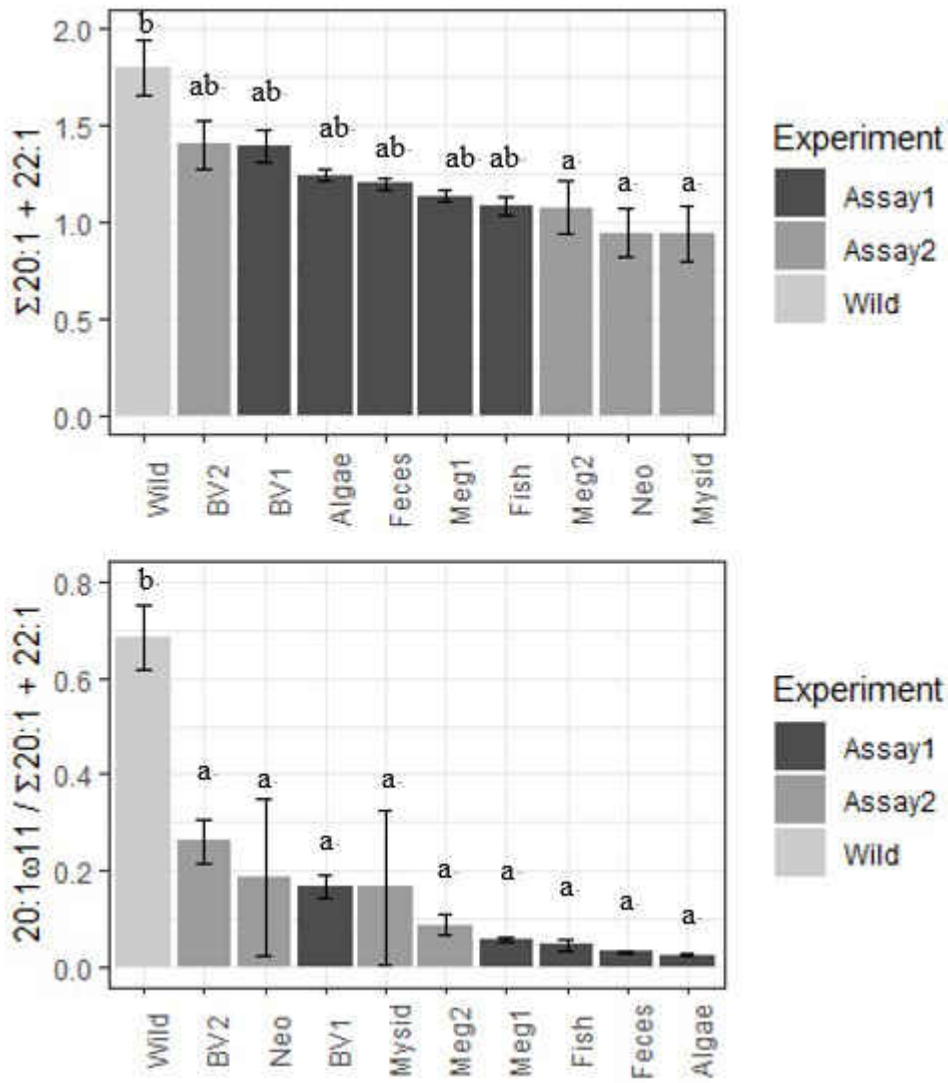 Σ20:1 + 22:1
2.0
1.5
1.0
0.5
0.0
b
ab
ab
ab
ab
ab
ab
a
a
a
Wild
BV2
BV1
Algae
Feces
Meg1
Fish
Meg2
Neo
Mysid
Experiment
Assay1
Assay2
Wild
20:1ω11 / Σ20:1 + 22:1
0.8
0.6
0.4
0.2
0.0
b
a
a
a
a
a
a
a
a
a
Wild
BV2
Neo
BV1
Mysid
Meg2
Meg1
Fish
Feces
Algae
Experiment
Assay1
Assay2
Wild